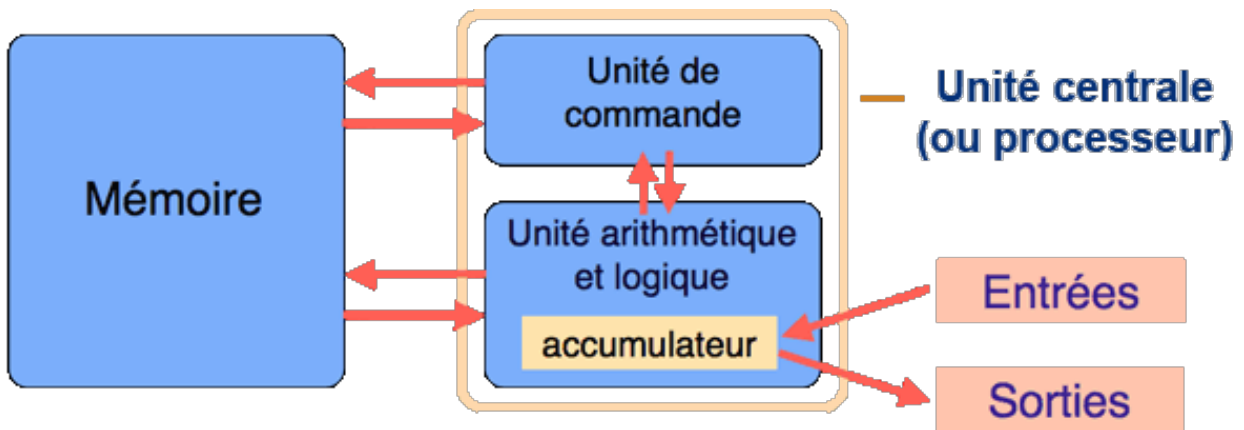 Mémoire
Unité de
commande
Unité arithmétique
et logique
accumulateur
Unité centrale
(ou processeur)
Entrées
Sorties